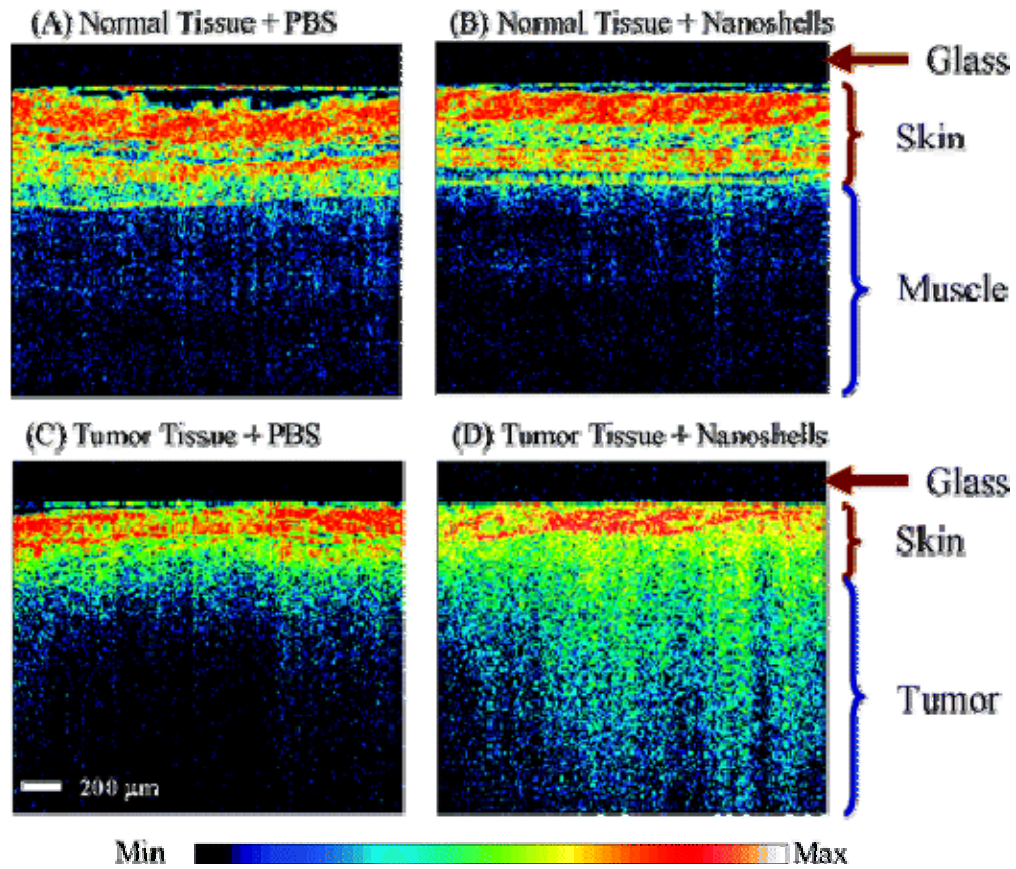 (A) Normal Tissue + PBS
(B) Normal Tissue + Nanoshells
Glass
Skin
Muscle
(C) Tumor Tissue + PBS
(D) Tumor Tissue + Nanoshells
Glass
Skin
Tumor
200 µm
Min
Max